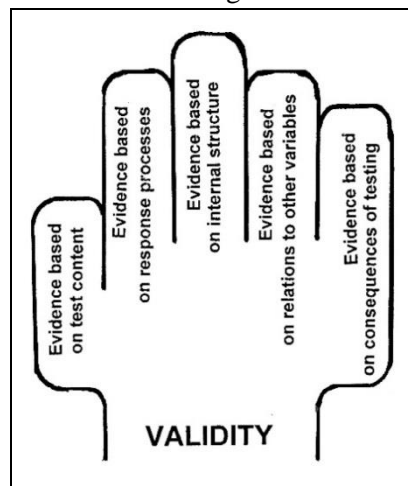 Evidence based
on test content
Evidence based
on response processes
Evidence based
on internal structure
Evidence based
on relations to other variables
Evidence based
on consequences of testing
VALIDITY